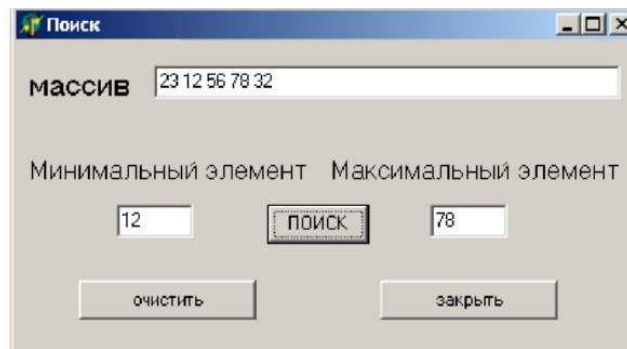 Поиск
массив 23 12 56 78 32
Минимальный элемент Максимальный элемент
12 ПОИСК 78
очистить закрыть